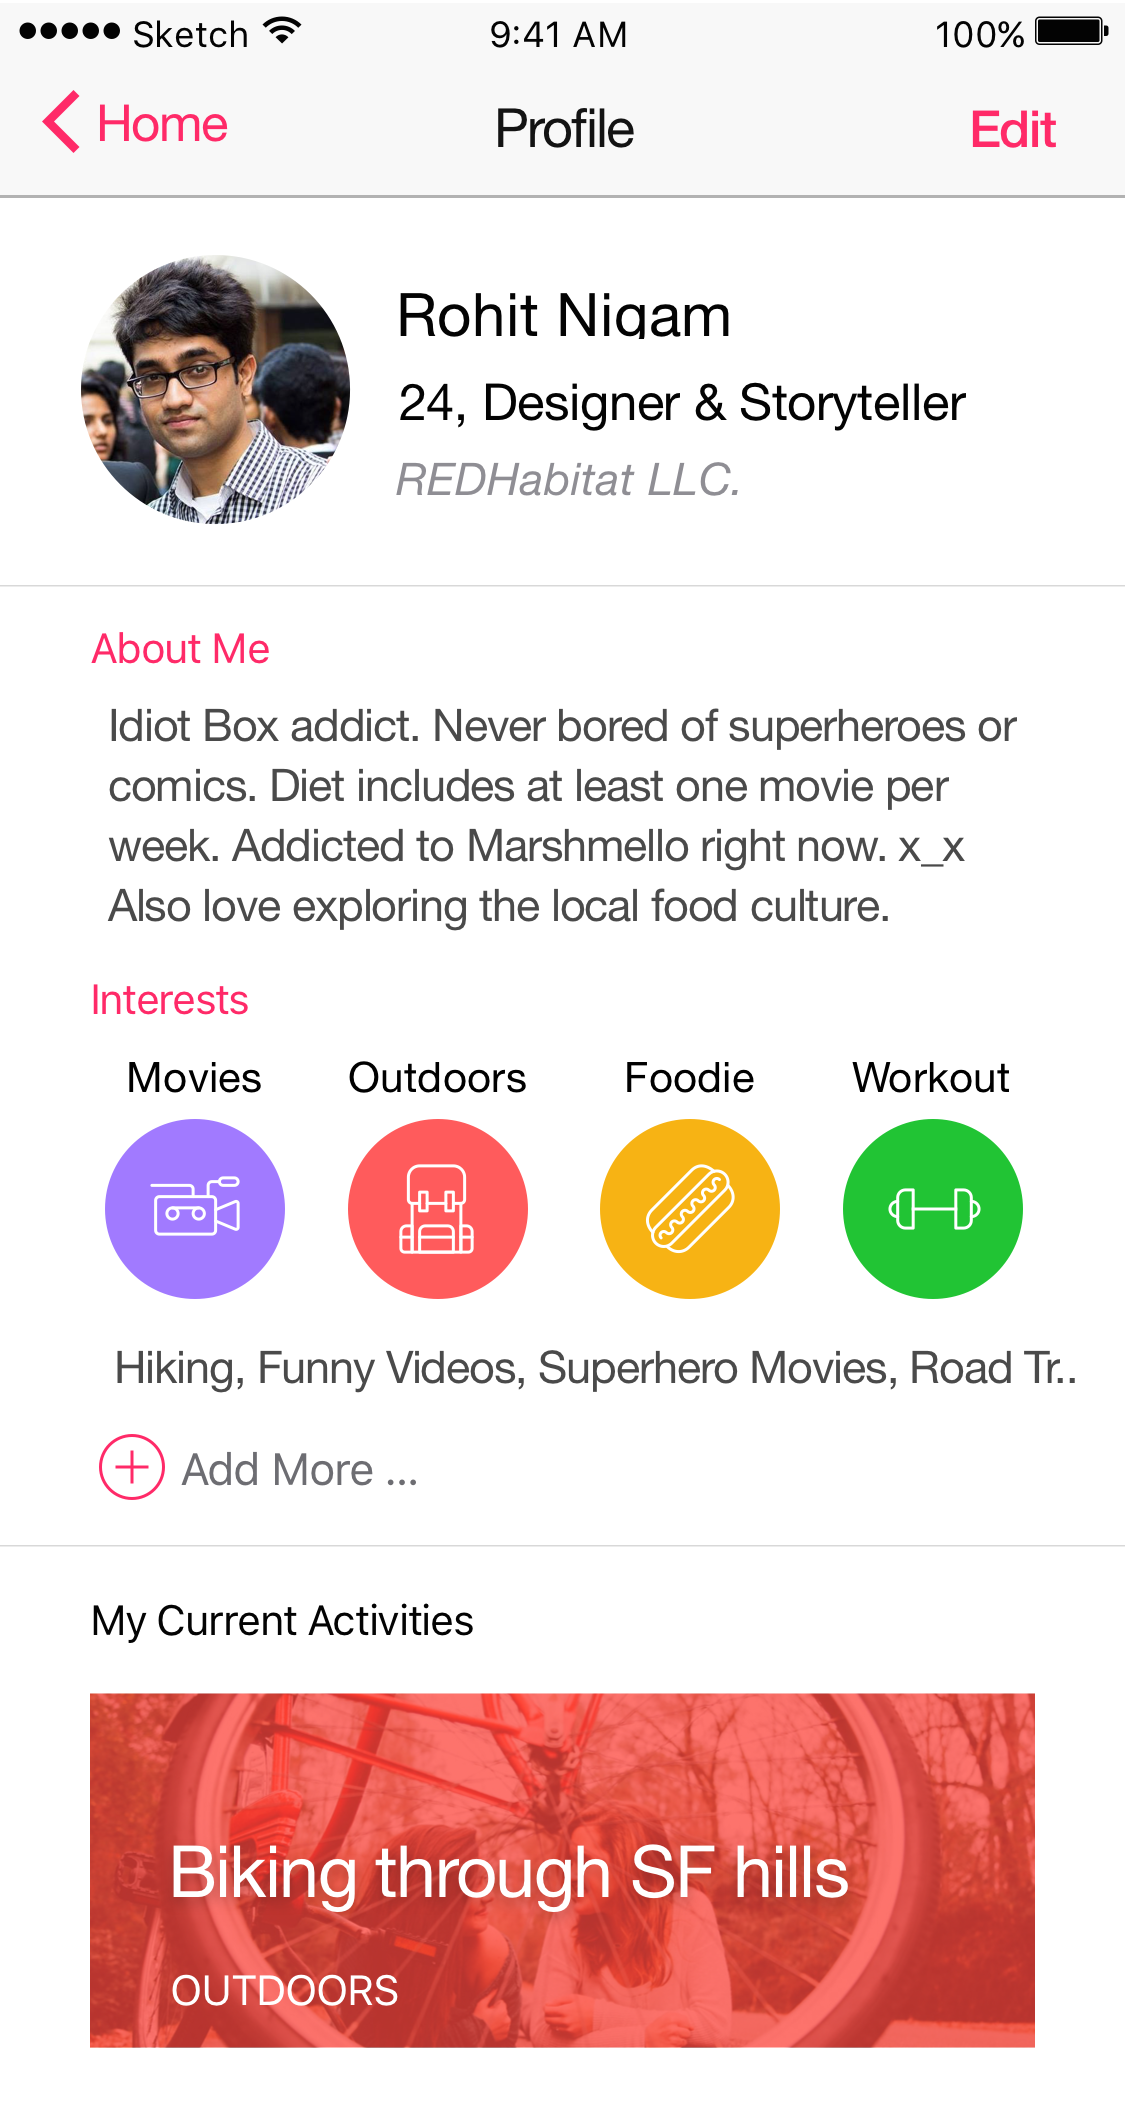 Sketch 9:41 AM 100%
Home Profile Edit
Rohit Nigam
24, Designer & Storyteller
REDHabitat LLC.
About Me
Idiot Box addict. Never bored of superheroes or
comics. Diet includes at least one movie per
week. Addicted to Marshmello right now. x_x
Also love exploring the local food culture.
Interests
Movies Outdoors Foodie Workout
Hiking, Funny Videos, Superhero Movies, Road Tr..
Add More ...
My Current Activities
Biking through SF hills
OUTDOORS